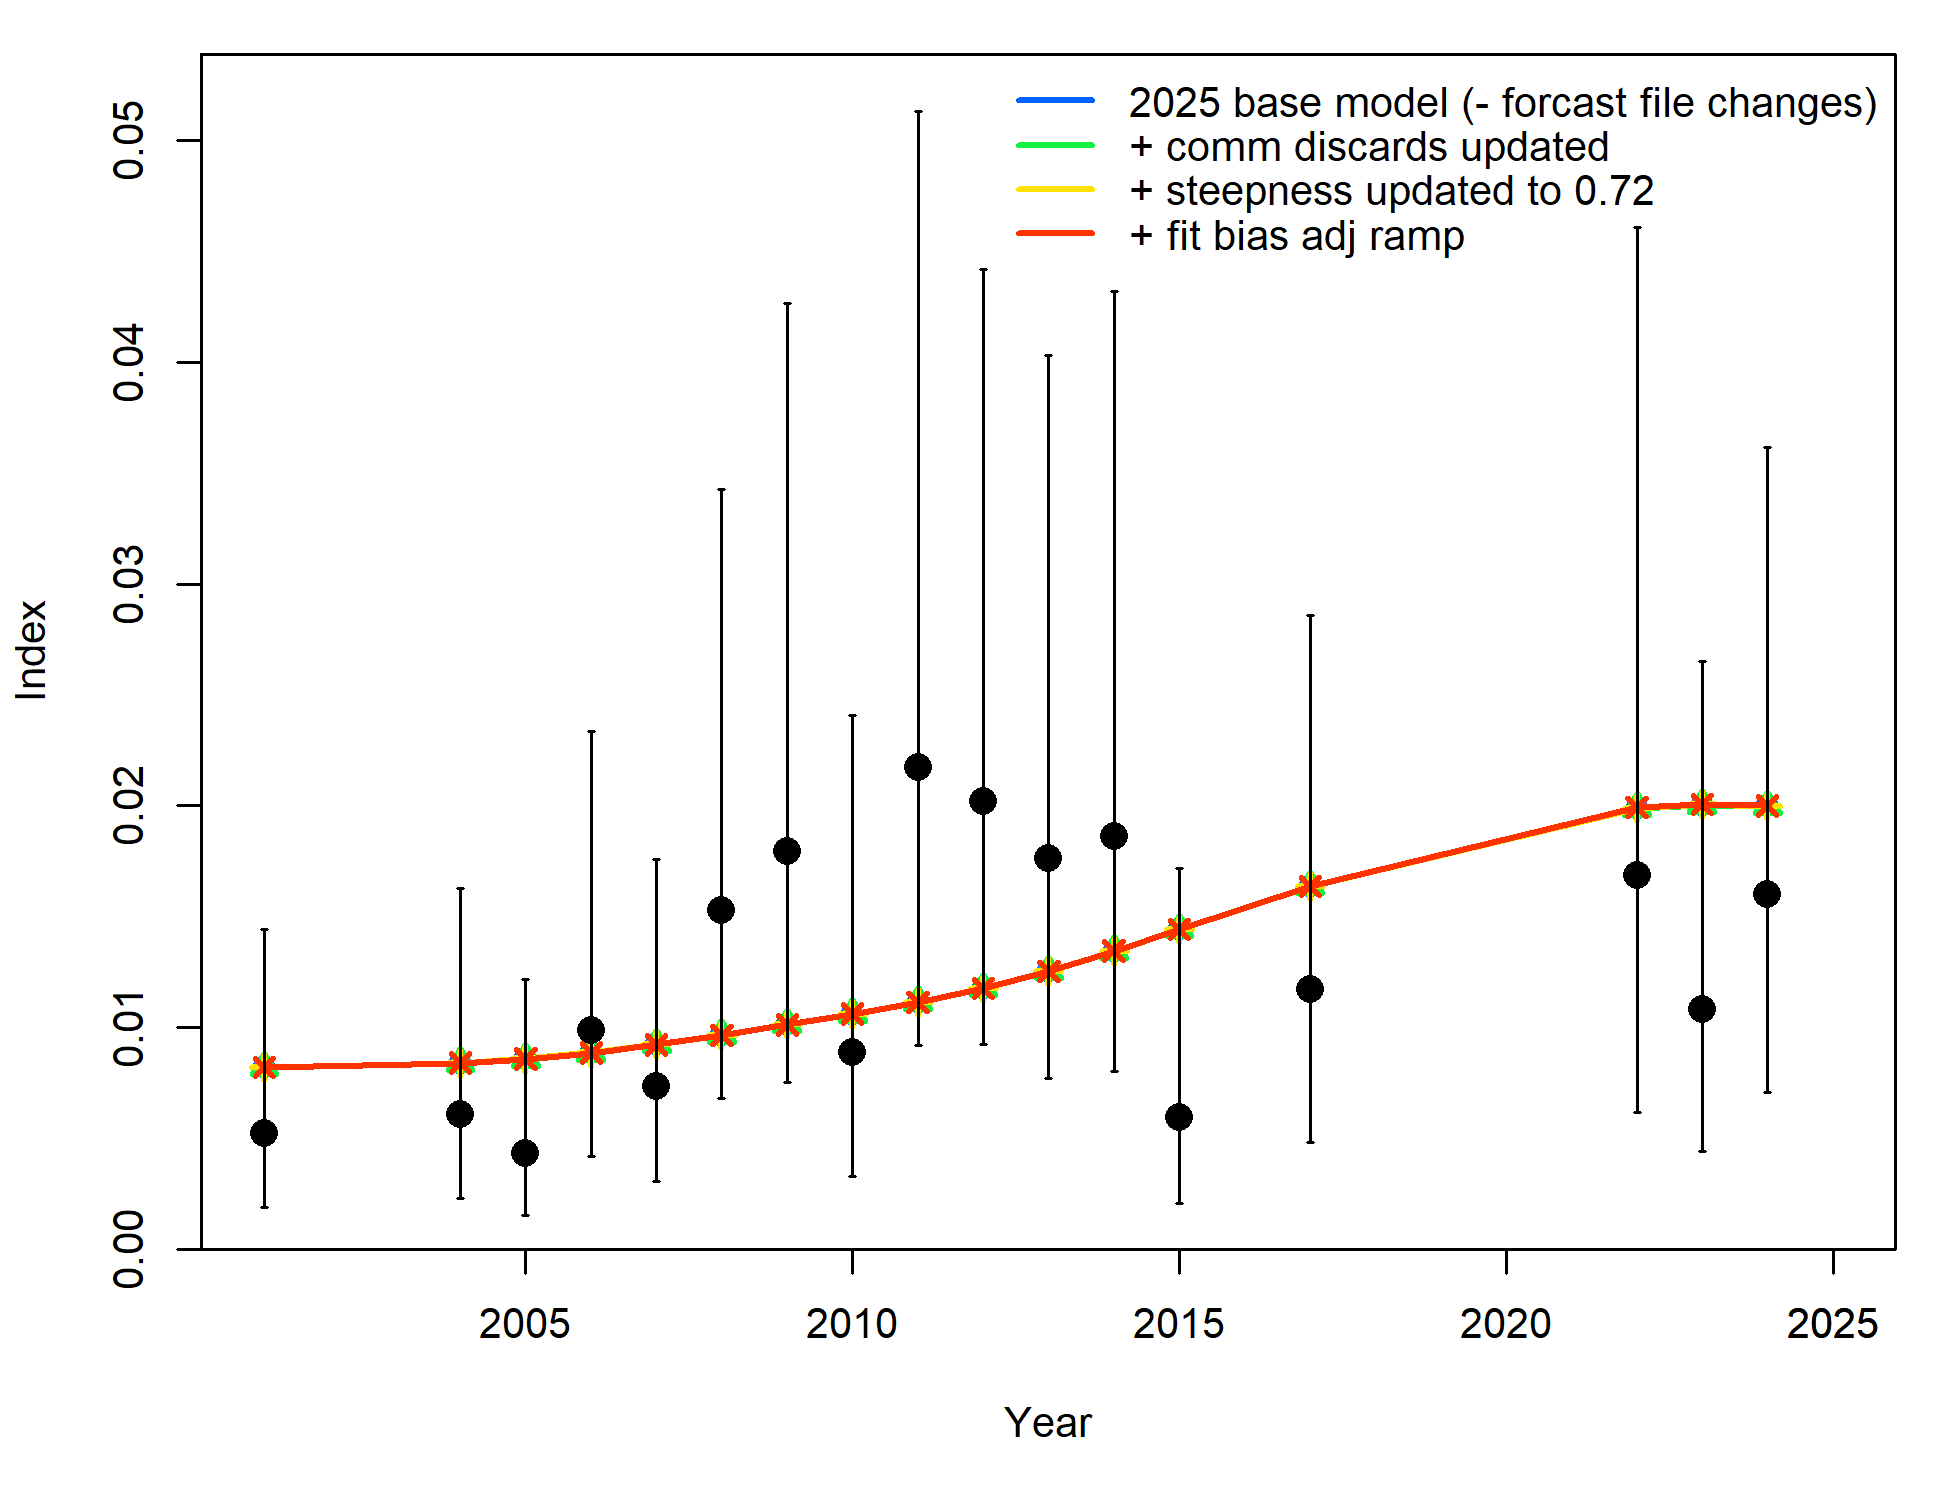 2025 base model (- forcast file changes)
+ comm discards updated
+ steepness updated to 0.72
+ fit bias adj ramp
0.05
0.04
0.03
0.02
0.01
0.00
Index
2005 2010 2015 2020 2025
Year